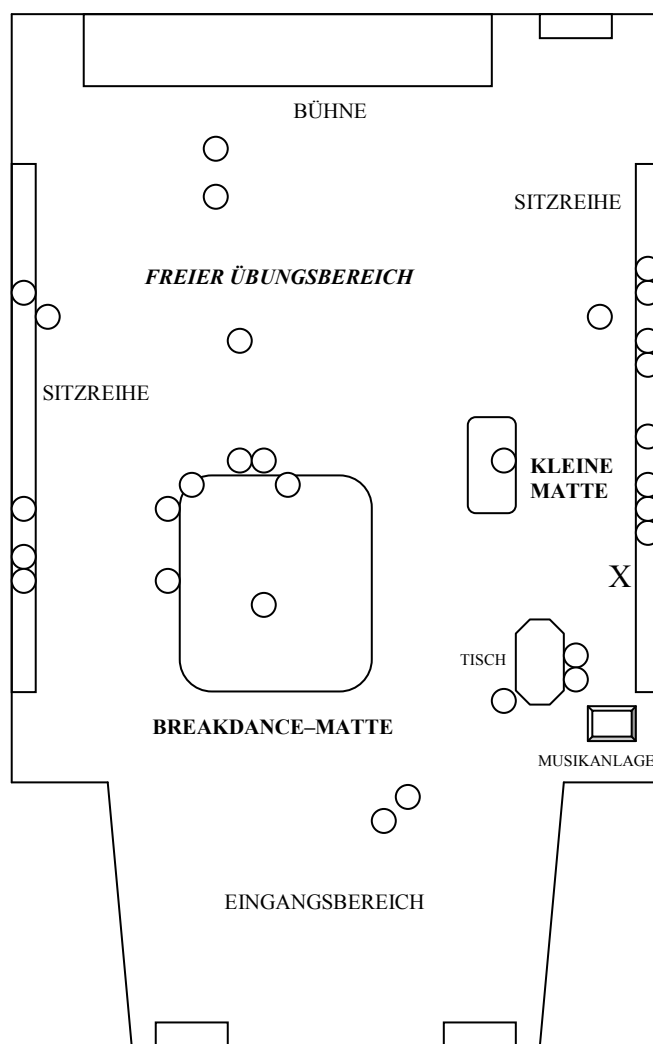 BÜHNE
SITZREIHE
FREIER ÜBUNGSBEREICH
SITZREIHE
KLEINE
MATTE
X
TISCH
BREAKDANCE–MATTE
MUSIKANLAGE
EINGANGSBEREICH